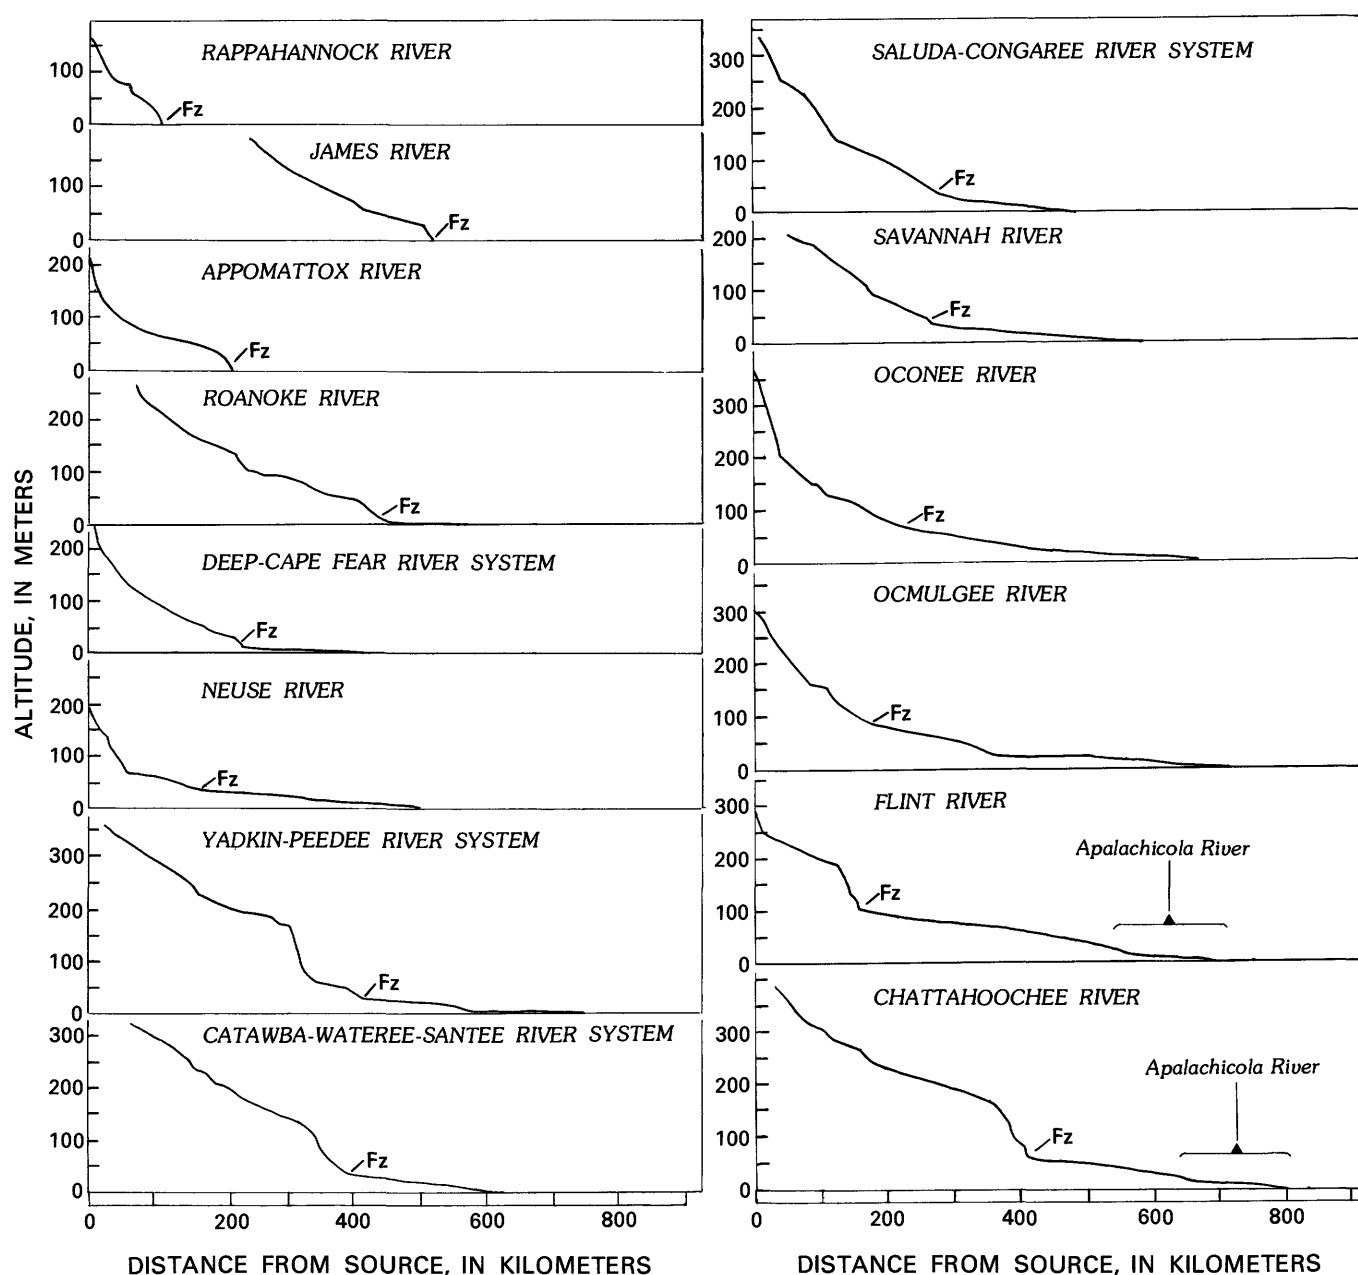 ALTITUDE, IN METERS
RAPPAHANNOCK RIVER
100
0
Fz
JAMES RIVER
100
0
Fz
APPOMATTOX RIVER
200
100
0
Fz
ROANOKE RIVER
200
100
0
Fz
DEEP-CAPE FEAR RIVER SYSTEM
200
100
0
Fz
NEUSE RIVER
200
100
0
Fz
YADKIN-PEEDEE RIVER SYSTEM
300
200
100
0
Fz
CATAWBA-WATEREE-SANTEE RIVER SYSTEM
300
200
100
0
Fz
0 200 400 600 800
DISTANCE FROM SOURCE, IN KILOMETERS
SALUDA-CONGAREE RIVER SYSTEM
300
200
100
0
Fz
SAVANNAH RIVER
200
100
0
Fz
OCONEE RIVER
300
200
100
0
Fz
OCMULGEE RIVER
300
200
100
0
Fz
FLINT RIVER
300
200
100
0
Fz
Apalachicola River
CHATTAHOOCHEE RIVER
300
200
100
0
Fz
Apalachicola River
0 200 400 600 800
DISTANCE FROM SOURCE, IN KILOMETERS